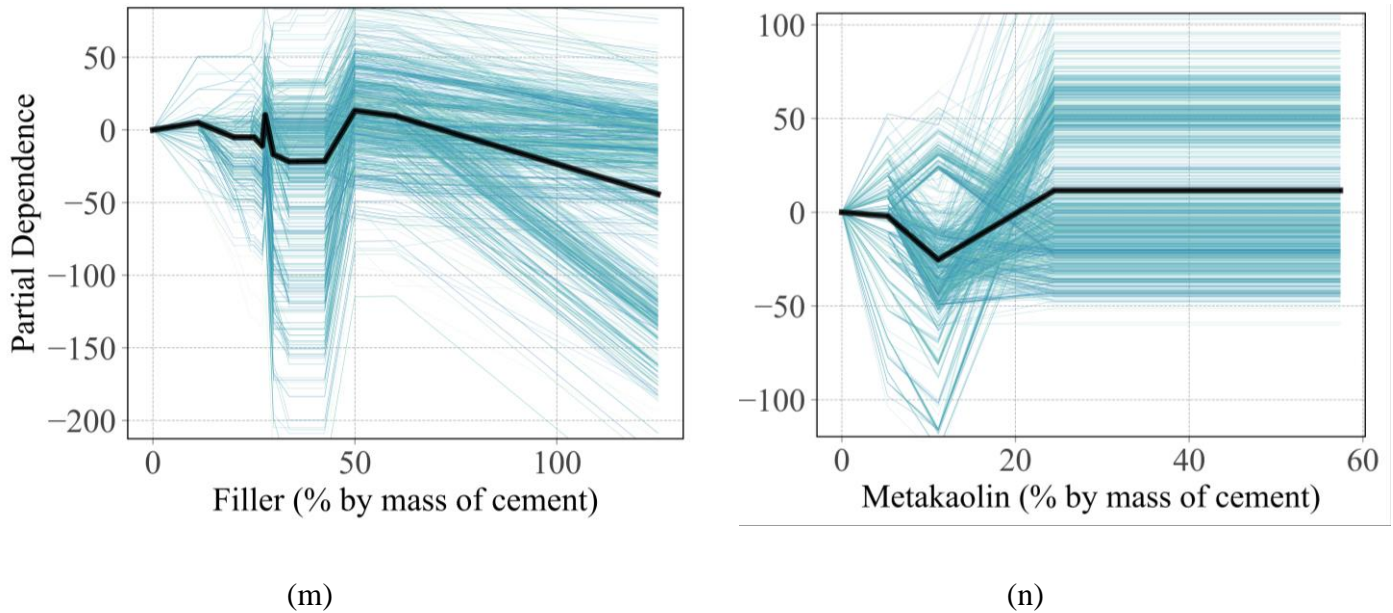 50
0
−50
−100
−150
−200
Partial Dependence
0 50 100
Filler (% by mass of cement)
(m)
100
50
0
−50
−100
0 20 40 60
Metakaolin (% by mass of cement)
(n)